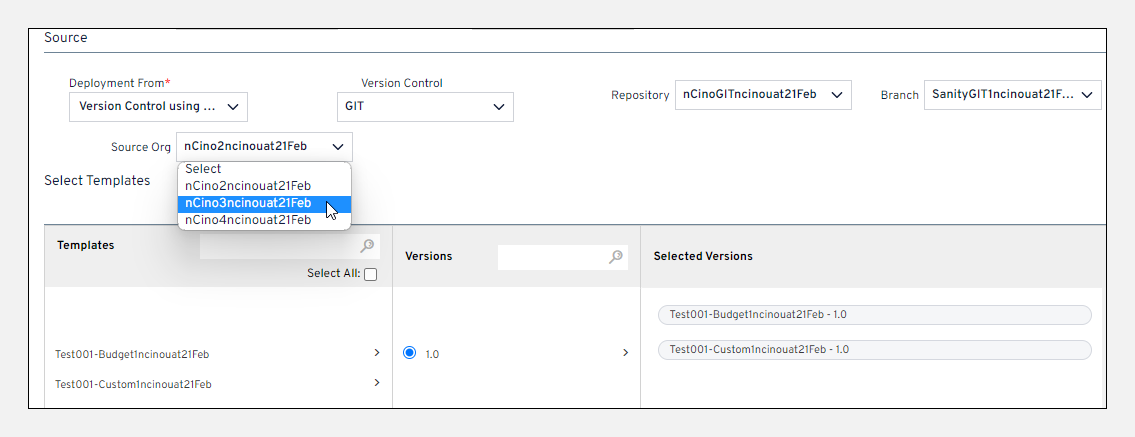 Source
Deployment From*
Version Control
Version Control using ...
GIT
Repository
nCinoGITncinouat21Feb
Branch
SanityGIT1ncinouat21F...
Source Org
nCino2ncinouat21Feb
Select
nCino2ncinouat21Feb
nCino3ncinouat21Feb
nCino4ncinouat21Feb
Select Templates
Templates
Select All:
Versions
Selected Versions
Test001-Budget1ncinouat21Feb
1.0
Test001-Custom1ncinouat21Feb
Test001-Budget1ncinouat21Feb - 1.0
Test001-Custom1ncinouat21Feb - 1.0